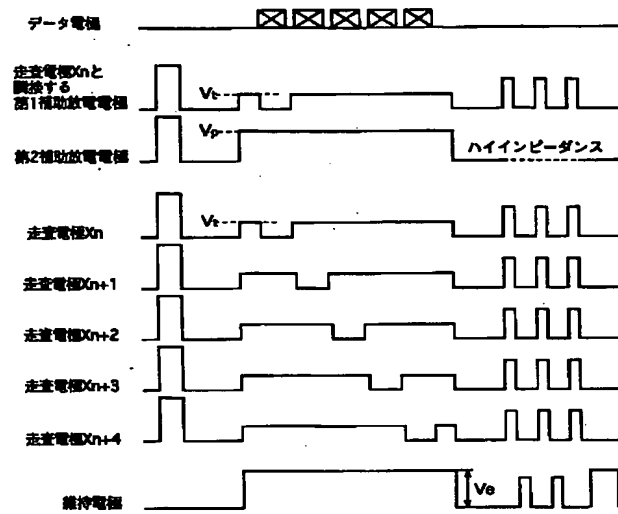 データ電極
走査電極Xnと
隣接する
第1補助放電電極
Vt
第2補助放電電極
Vp
ハイインピーダンス
走査電極Xn
Vt
走査電極Xn+1
走査電極Xn+2
走査電極Xn+3
走査電極Xn+4
維持電極
Ve